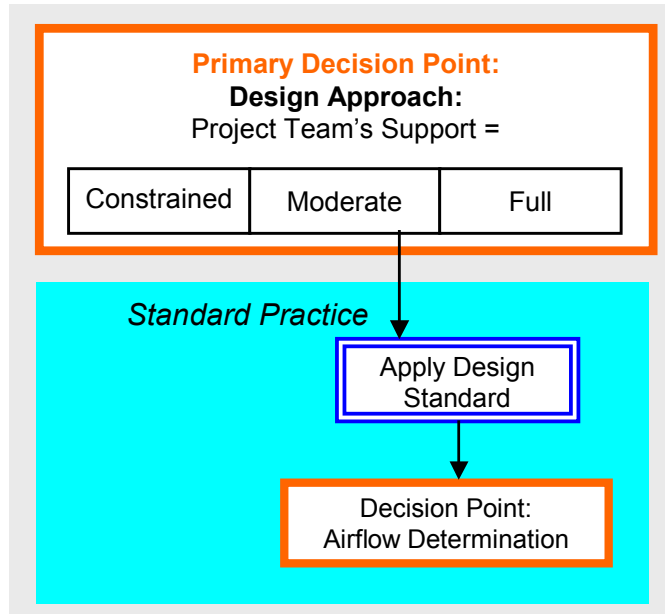 Primary Decision Point:
Design Approach:
Project Team’s Support =
Constrained Moderate Full
Standard Practice
Apply Design
Standard
Decision Point:
Airflow Determination